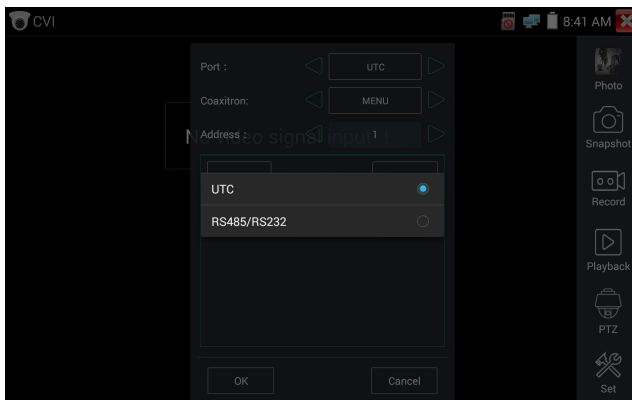 CVI
8:41 AM
Port :
UTC
Coaxitron:
MENU
Address :
1
No video signal input! !
UTC
RS485/RS232
OK
Cancel
Photo
Snapshot
Record
Playback
PTZ
Set